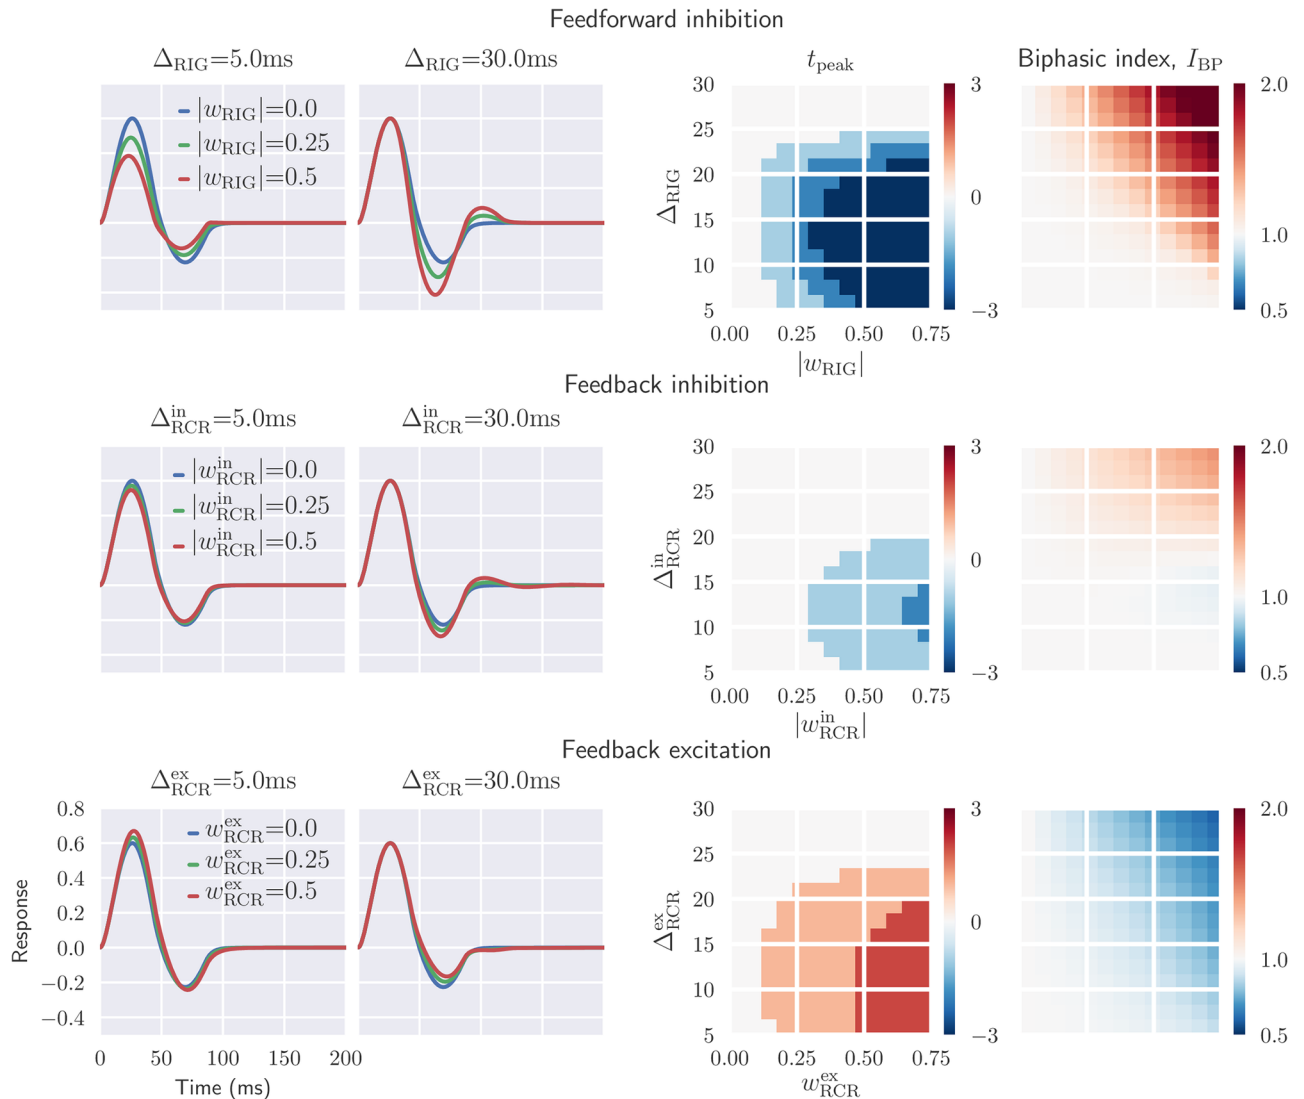 Feedforward inhibition
Δ_RIG=5.0ms Δ_RIG=30.0ms t_peak Biphasic index, I_BP
|w_RIG|=0.0
|w_RIG|=0.25
|w_RIG|=0.5
Δ_RIG
30
25
20
15
10
5
0.00 0.25 0.50 0.75
|w_RIG|
3
0
−3
2.0
1.0
0.5
Feedback inhibition
Δ^in_RCR=5.0ms Δ^in_RCR=30.0ms
|w^in_RCR|=0.0
|w^in_RCR|=0.25
|w^in_RCR|=0.5
Δ^in_RCR
30
25
20
15
10
5
0.00 0.25 0.50 0.75
|w^in_RCR|
3
0
−3
2.0
1.0
0.5
Feedback excitation
Δ^ex_RCR=5.0ms Δ^ex_RCR=30.0ms
w^ex_RCR=0.0
w^ex_RCR=0.25
w^ex_RCR=0.5
Response
0.8
0.6
0.4
0.2
0.0
−0.2
−0.4
0 50 100 150 200
Time (ms)
Δ^ex_RCR
30
25
20
15
10
5
0.00 0.25 0.50 0.75
w^ex_RCR
3
0
−3
2.0
1.0
0.5